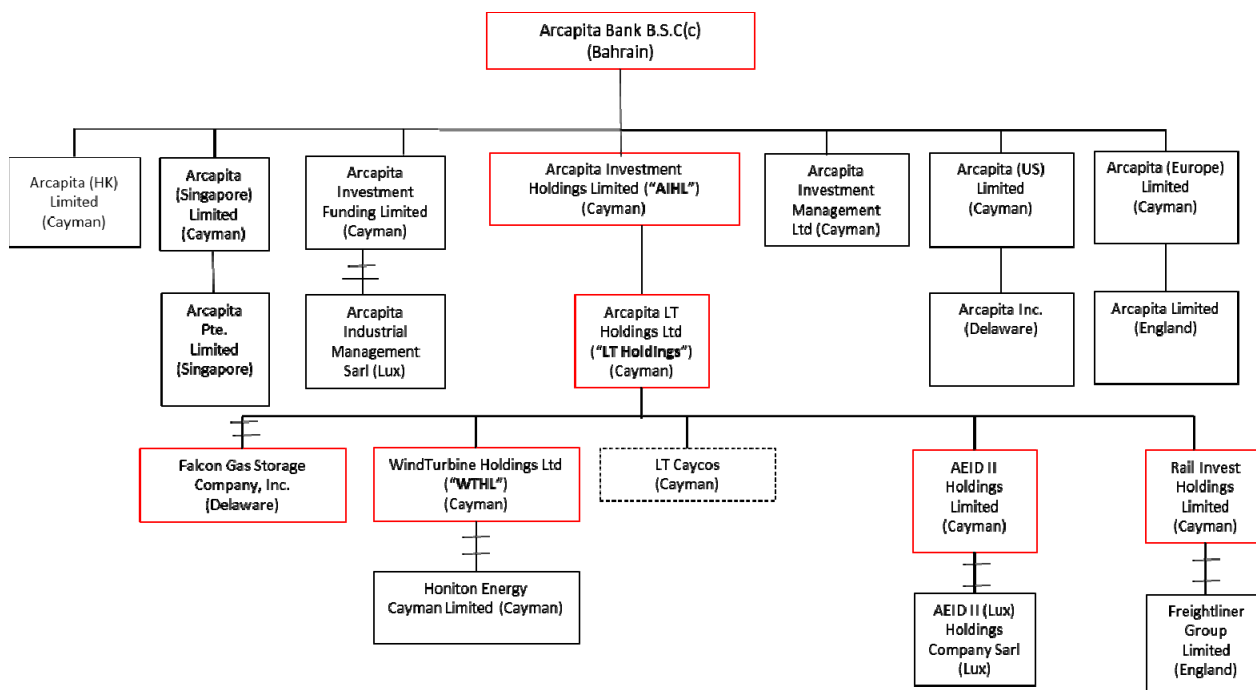 Arcapita Bank B.S.C(c)
(Bahrain)
Arcapita (HK)
Limited
(Cayman)
Arcapita
(Singapore)
Limited
(Cayman)
Arcapita
Investment
Funding Limited
(Cayman)
Arcapita Investment
Holdings Limited (“AIHL”)
(Cayman)
Arcapita
Investment
Management
Ltd (Cayman)
Arcapita (US)
Limited
(Cayman)
Arcapita (Europe)
Limited
(Cayman)
Arcapita
Pte.
Limited
(Singapore)
Arcapita
Industrial
Management
Sarl (Lux)
Arcapita LT
Holdings Ltd
(“LT Holdings”)
(Cayman)
Arcapita Inc.
(Delaware)
Arcapita Limited
(England)
Falcon Gas Storage
Company, Inc.
(Delaware)
WindTurbine Holdings Ltd
(“WTHL”)
(Cayman)
LT Caycos
(Cayman)
AEID II
Holdings
Limited
(Cayman)
Rail Invest
Holdings
Limited
(Cayman)
Honiton Energy
Cayman Limited (Cayman)
AEID II (Lux)
Holdings
Company Sarl
(Lux)
Freightliner
Group
Limited
(England)